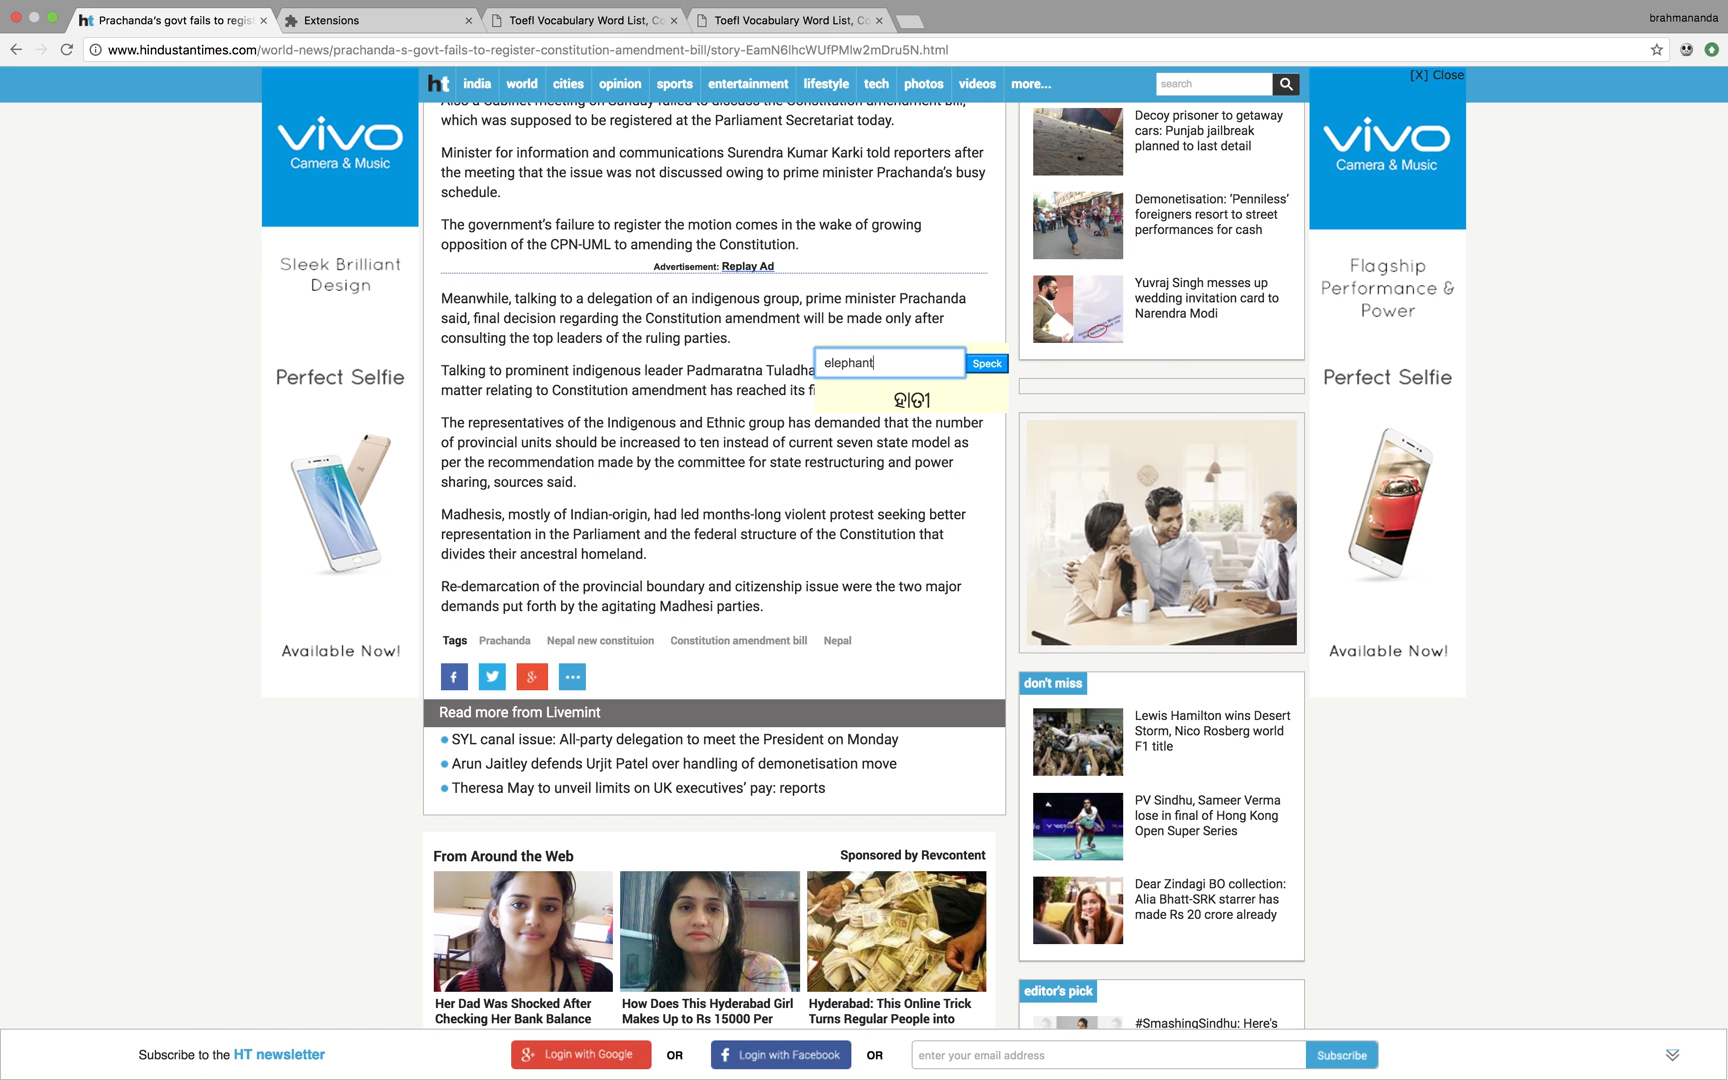 Prachanda's govt fails to regis
Extensions
Toefl Vocabulary Word List, Co
Toefl Vocabulary Word List, Co
brahmananda
www.hindustantimes.com/world-news/prachanda-s-govt-fails-to-register-constitution-amendment-bill/story-EamN6lhcWUfPMlw2mDru5N.html
ht india world cities opinion sports entertainment lifestyle tech photos videos more... search
[X] Close
vivo
Camera & Music
Sleek Brilliant
Design
Perfect Selfie
Available Now!
Also a Cabinet meeting on Sunday failed to discuss the Constitution amendment bill,
which was supposed to be registered at the Parliament Secretariat today.
Minister for information and communications Surendra Kumar Karki told reporters after
the meeting that the issue was not discussed owing to prime minister Prachanda's busy
schedule.
The government's failure to register the motion comes in the wake of growing
opposition of the CPN-UML to amending the Constitution.
Advertisement: Replay Ad
Meanwhile, talking to a delegation of an indigenous group, prime minister Prachanda
said, final decision regarding the Constitution amendment will be made only after
consulting the top leaders of the ruling parties.
Talking to prominent indigenous leader Padmaratna Tuladha
matter relating to Constitution amendment has reached its fi
elephant
Speck
ହାତୀ
The representatives of the Indigenous and Ethnic group has demanded that the number
of provincial units should be increased to ten instead of current seven state model as
per the recommendation made by the committee for state restructuring and power
sharing, sources said.
Madhesis, mostly of Indian-origin, had led months-long violent protest seeking better
representation in the Parliament and the federal structure of the Constitution that
divides their ancestral homeland.
Re-demarcation of the provincial boundary and citizenship issue were the two major
demands put forth by the agitating Madhesi parties.
Tags Prachanda Nepal new constituion Constitution amendment bill Nepal
Read more from Livemint
SYL canal issue: All-party delegation to meet the President on Monday
Arun Jaitley defends Urjit Patel over handling of demonetisation move
Theresa May to unveil limits on UK executives' pay: reports
From Around the Web
Sponsored by Revcontent
Her Dad Was Shocked After
Checking Her Bank Balance
How Does This Hyderabad Girl
Makes Up to Rs 15000 Per
Hyderabad: This Online Trick
Turns Regular People into
Decoy prisoner to getaway
cars: Punjab jailbreak
planned to last detail
Demonetisation: 'Penniless'
foreigners resort to street
performances for cash
Yuvraj Singh messes up
wedding invitation card to
Narendra Modi
don't miss
Lewis Hamilton wins Desert
Storm, Nico Rosberg world
F1 title
PV Sindhu, Sameer Verma
lose in final of Hong Kong
Open Super Series
Dear Zindagi BO collection:
Alia Bhatt-SRK starrer has
made Rs 20 crore already
editor's pick
#SmashingSindhu: Here's
vivo
Camera & Music
Flagship
Performance &
Power
Perfect Selfie
Available Now!
Subscribe to the HT newsletter
Login with Google
OR
Login with Facebook
OR
enter your email address
Subscribe